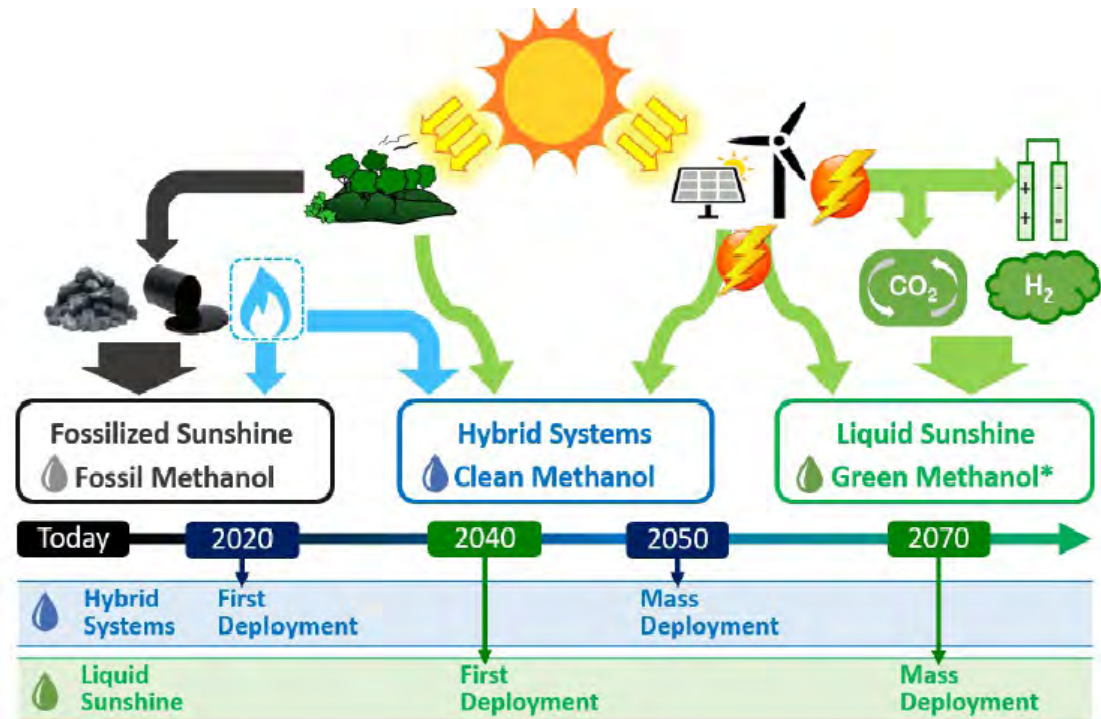 + -
+ -
CO₂
H₂
Fossilized Sunshine
Fossil Methanol
Hybrid Systems
Clean Methanol
Liquid Sunshine
Green Methanol*
Today
2020
2040
2050
2070
Hybrid
Systems
First
Deployment
Mass
Deployment
Liquid
Sunshine
First
Deployment
Mass
Deployment